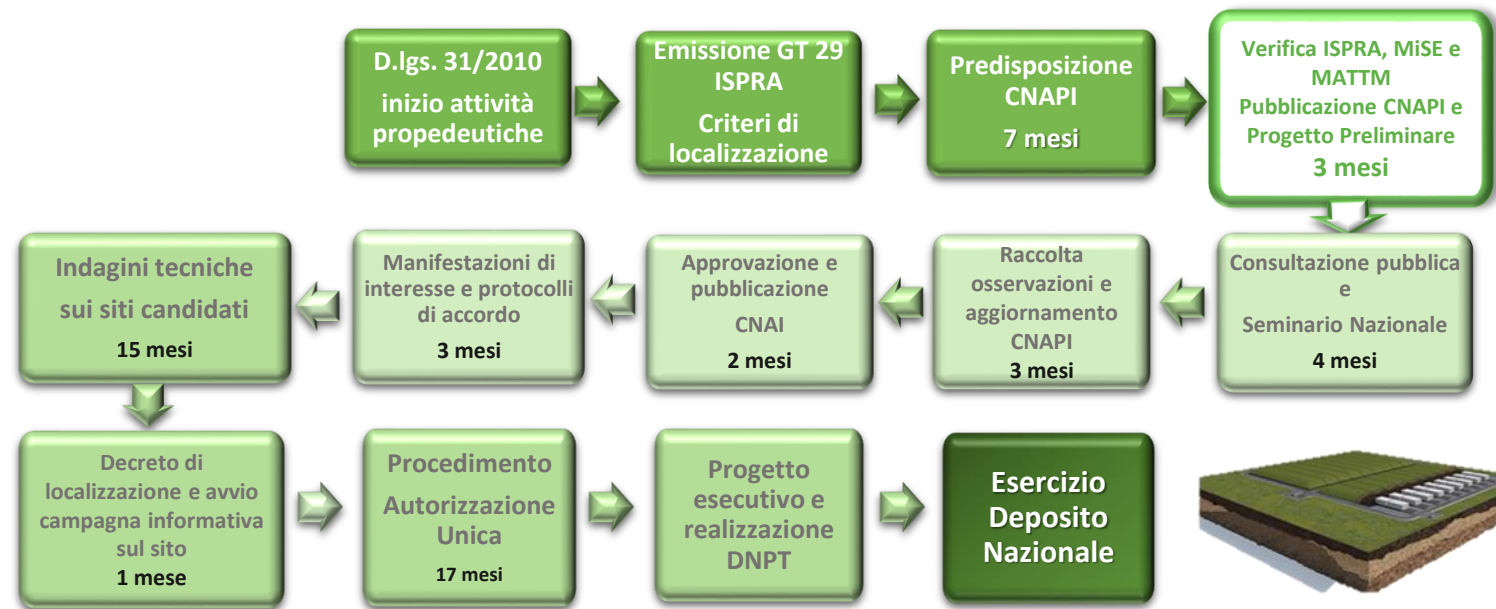 D.lgs. 31/2010
inizio attività
propedeutiche
Emissione GT 29
ISPRA
Criteri di
localizzazione
Predisposizione
CNAPI
7 mesi
Verifica ISPRA, MiSE e
MATTM
Pubblicazione CNAPI e
Progetto Preliminare
3 mesi
Indagini tecniche
sui siti candidati
15 mesi
Manifestazioni di
interesse e protocolli
di accordo
3 mesi
Approvazione e
pubblicazione
CNAI
2 mesi
Raccolta
osservazioni e
aggiornamento
CNAPI
3 mesi
Consultazione pubblica
e
Seminario Nazionale
4 mesi
Decreto di
localizzazione e avvio
campagna informativa
sul sito
1 mese
Procedimento
Autorizzazione
Unica
17 mesi
Progetto
esecutivo e
realizzazione
DNPT
Esercizio
Deposito
Nazionale